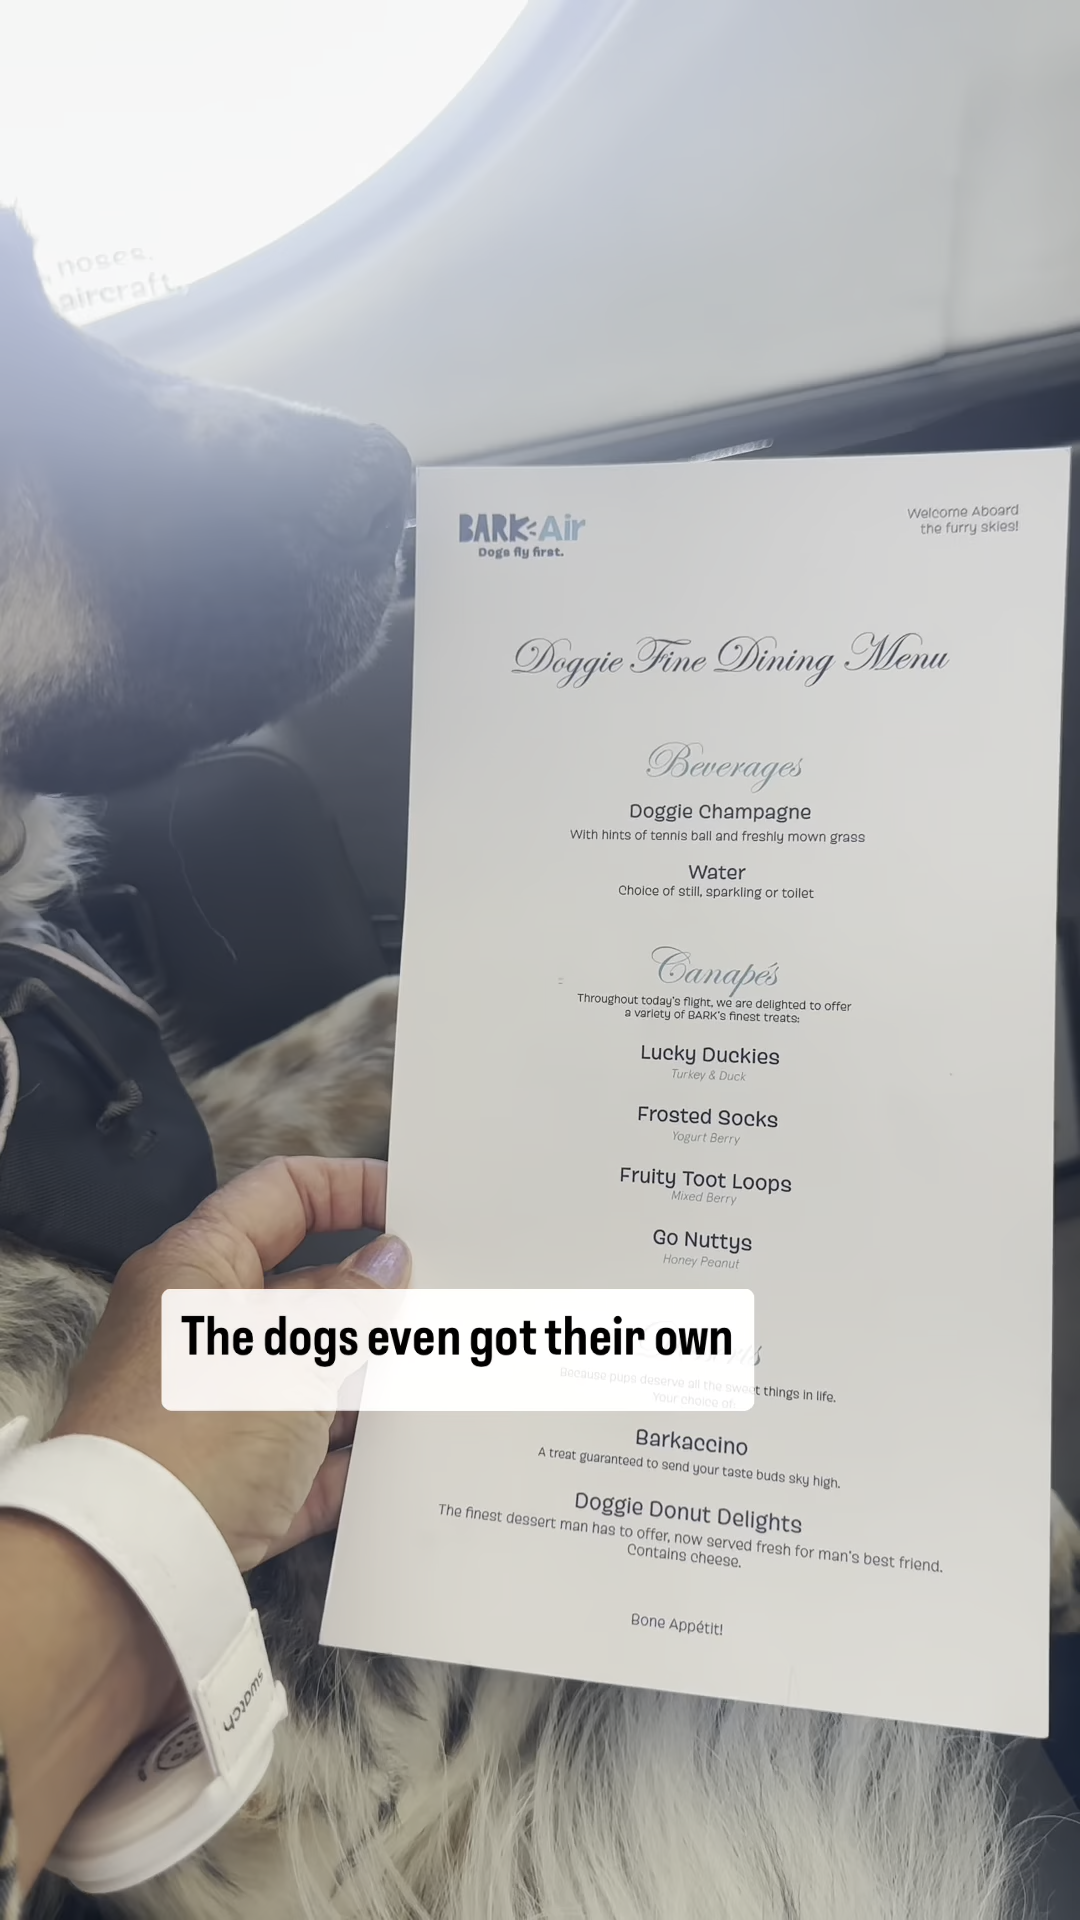 , noses.
aircraft.
BARK Air
Dogs fly first.
Welcome Aboard
the furry skies!
Doggie Fine Dining Menu
Beverages
Doggie Champagne
With hints of tennis ball and freshly mown grass
Water
Choice of still, sparkling or toilet
Canapés
Throughout today's flight, we are delighted to offer
a variety of BARK's finest treats:
Lucky Duckies
Turkey & Duck
Frosted Socks
Yogurt Berry
Fruity Toot Loops
Mixed Berry
Go Nuttys
Honey Peanut
The dogs even got their own
Because pups deserve all the sweet things in life.
Your choice of:
Barkaccino
A treat guaranteed to send your taste buds sky high.
Doggie Donut Delights
The finest dessert man has to offer, now served fresh for man's best friend.
Contains cheese.
Bone Appétit!
swatch